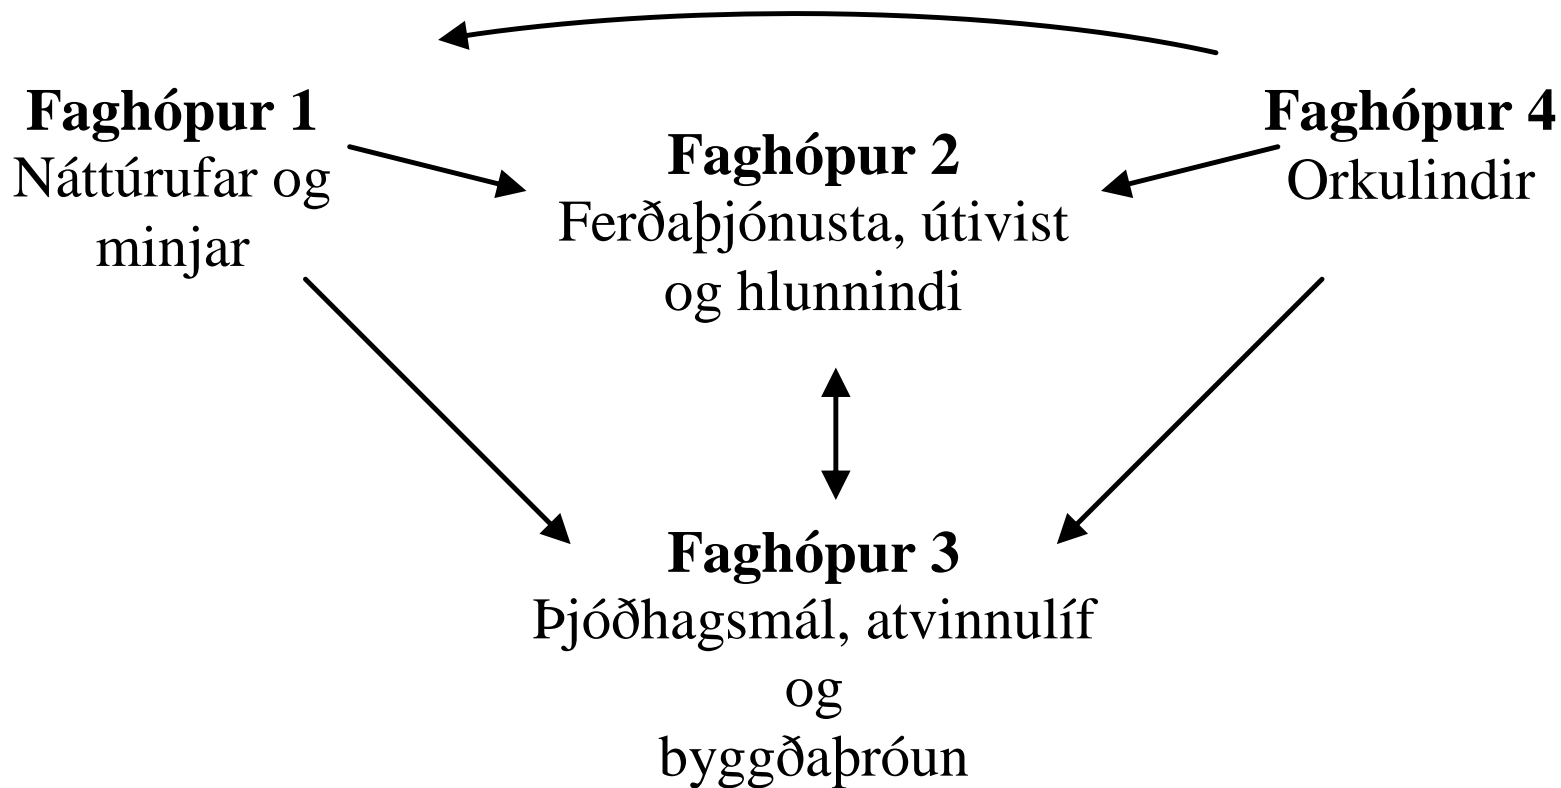 Faghópur 1
Náttúrufar og
minjar
Faghópur 2
Ferðaþjónusta, útivist
og hlunnindi
Faghópur 4
Orkulindir
Faghópur 3
Þjóðhagsmál, atvinnulíf
og
byggðaþróun